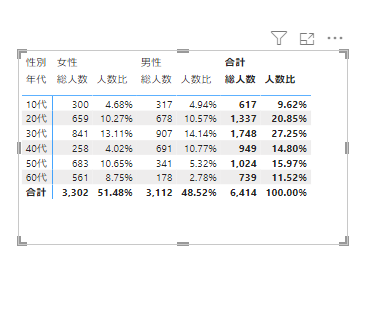 性別 女性 男性 合計
年代 総人数 人数比 総人数 人数比 総人数 人数比
10代 300 4.68% 317 4.94% 617 9.62%
20代 659 10.27% 678 10.57% 1,337 20.85%
30代 841 13.11% 907 14.14% 1,748 27.25%
40代 258 4.02% 691 10.77% 949 14.80%
50代 683 10.65% 341 5.32% 1,024 15.97%
60代 561 8.75% 178 2.78% 739 11.52%
合計 3,302 51.48% 3,112 48.52% 6,414 100.00%